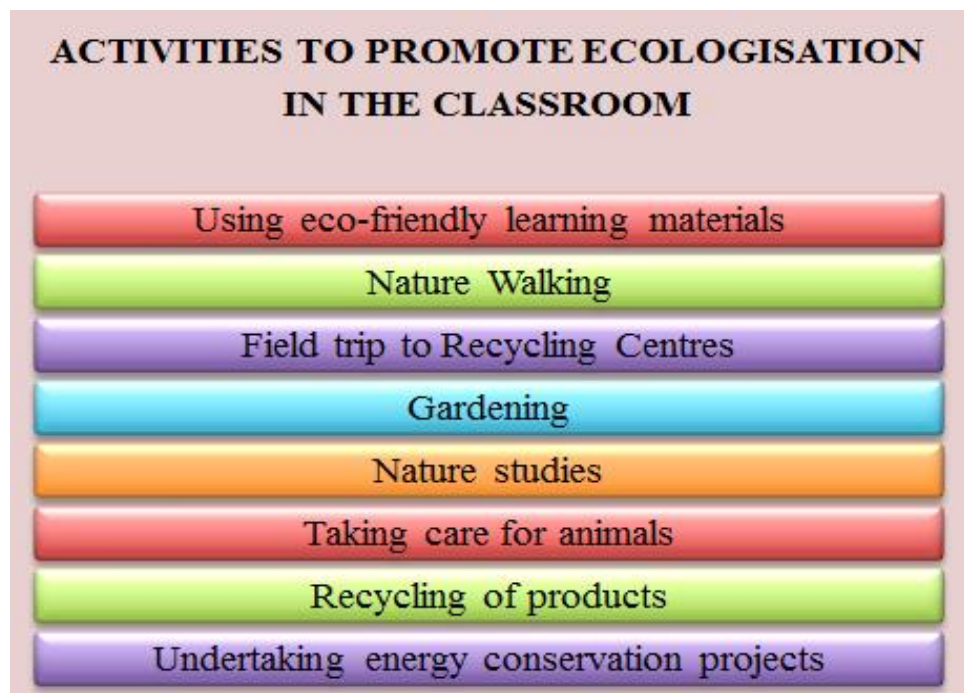 ACTIVITIES TO PROMOTE ECOLOGISATION
IN THE CLASSROOM
Using eco-friendly learning materials
Nature Walking
Field trip to Recycling Centres
Gardening
Nature studies
Taking care for animals
Recycling of products
Undertaking energy conservation projects